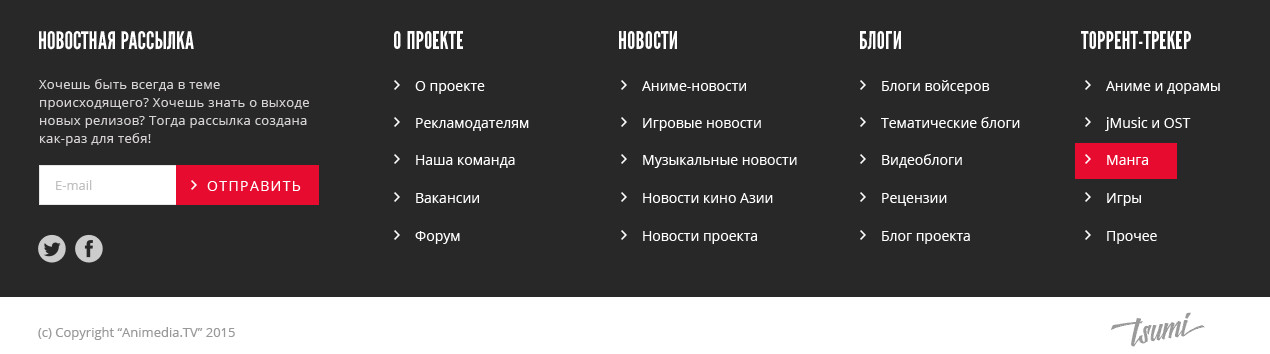 НОВОСТНАЯ РАССЫЛКА
Хочешь быть всегда в теме
происходящего? Хочешь знать о выходе
новых релизов? Тогда рассылка создана
как-раз для тебя!
E-mail
ОТПРАВИТЬ
О ПРОЕКТЕ
О проекте
Рекламодателям
Наша команда
Вакансии
Форум
НОВОСТИ
Аниме-новости
Игровые новости
Музыкальные новости
Новости кино Азии
Новости проекта
БЛОГИ
Блоги войсеров
Тематические блоги
Видеоблоги
Рецензии
Блог проекта
ТОРРЕНТ-ТРЕКЕР
Аниме и дорамы
jMusic и OST
Манга
Игры
Прочее
(c) Copyright “Animedia.TV” 2015
tsumi